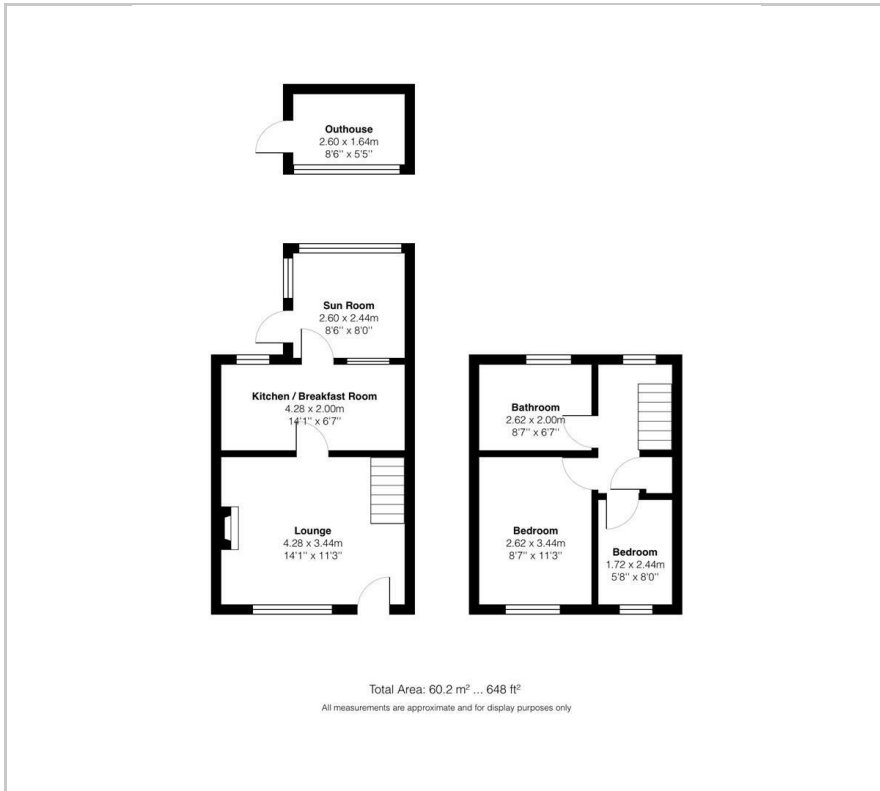 Outhouse
2.60 x 1.64m
8'6'' x 5'5''
Sun Room
2.60 x 2.44m
8'6'' x 8'0''
Kitchen / Breakfast Room
4.28 x 2.00m
14'1'' x 6'7''
Lounge
4.28 x 3.44m
14'1'' x 11'3''
Bathroom
2.62 x 2.00m
8'7'' x 6'7''
Bedroom
2.62 x 3.44m
8'7'' x 11'3''
Bedroom
1.72 x 2.44m
5'8'' x 8'0''
Total Area: 60.2 m² ... 648 ft²
All measurements are approximate and for display purposes only